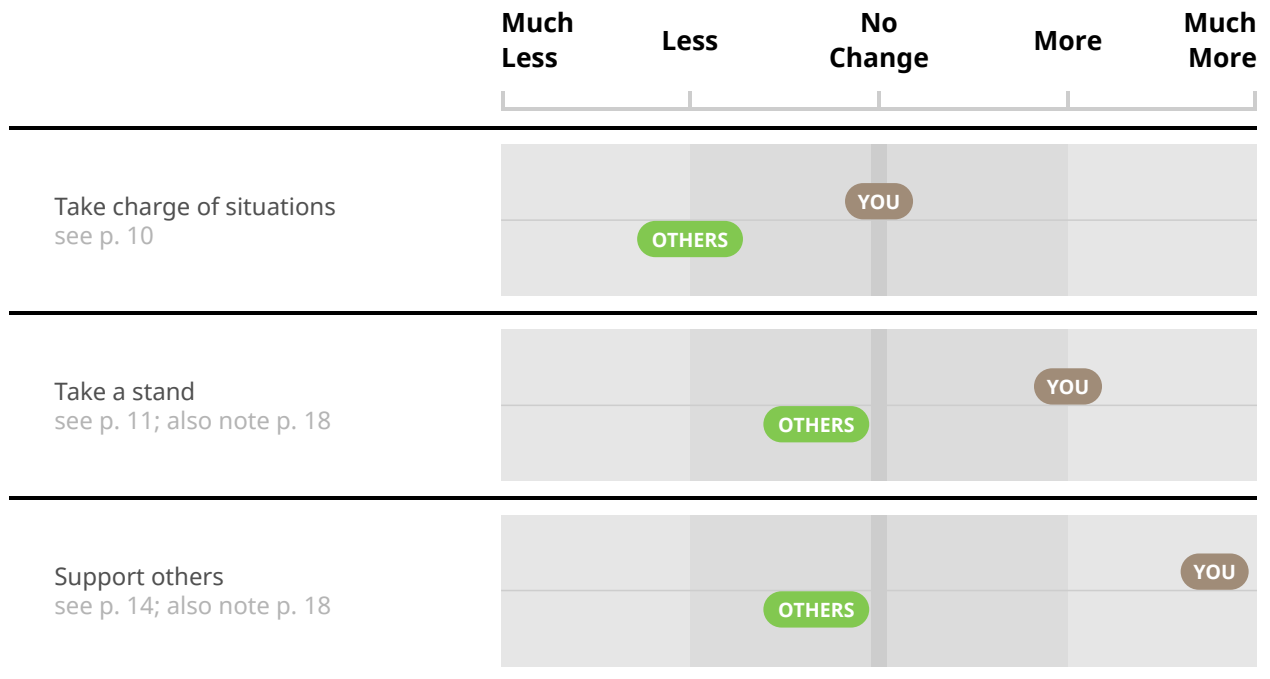 Much Less
Less
No Change
More
Much More
Take charge of situations
see p. 10
YOU
OTHERS
Take a stand
see p. 11; also note p. 18
YOU
OTHERS
Support others
see p. 14; also note p. 18
YOU
OTHERS